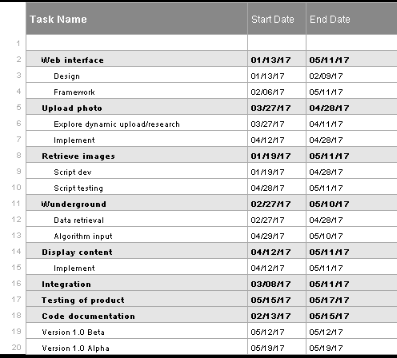 Task Name Start Date End Date
1
2 Web interface 01/13/17 05/11/17
3 Design 01/13/17 02/09/17
4 Framework 02/06/17 05/11/17
5 Upload photo 03/27/17 04/28/17
6 Explore dynamic upload/research 03/27/17 04/11/17
7 Implement 04/12/17 04/28/17
8 Retrieve images 01/19/17 05/11/17
9 Script dev 01/19/17 04/28/17
10 Script testing 04/28/17 05/11/17
11 Wunderground 02/27/17 05/10/17
12 Data retrieval 02/27/17 04/28/17
13 Algorithm input 04/29/17 05/10/17
14 Display content 04/12/17 05/11/17
15 Implement 04/12/17 05/11/17
16 Integration 03/08/17 05/11/17
17 Testing of product 05/15/17 05/17/17
18 Code documentation 02/13/17 05/15/17
19 Version 1.0 Beta 05/12/17 05/12/17
20 Version 1.0 Alpha 05/19/17 05/19/17